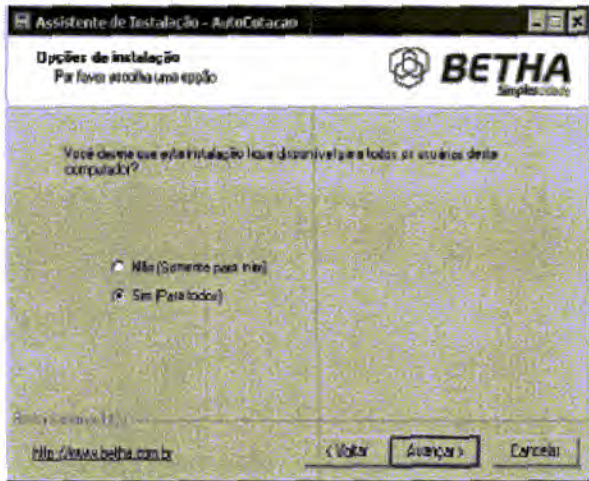 Assistente de Instalação - AutoCotacao
Opções de instalação
Por favor escolha uma opção
BETHA
Simplescidade
Você deseja que esta instalação fique disponível para todos os usuários deste
computador?
Não (Somente para mim)
Sim (Para todos)
http://www.betha.com.br
< Voltar
Avançar >
Cancelar